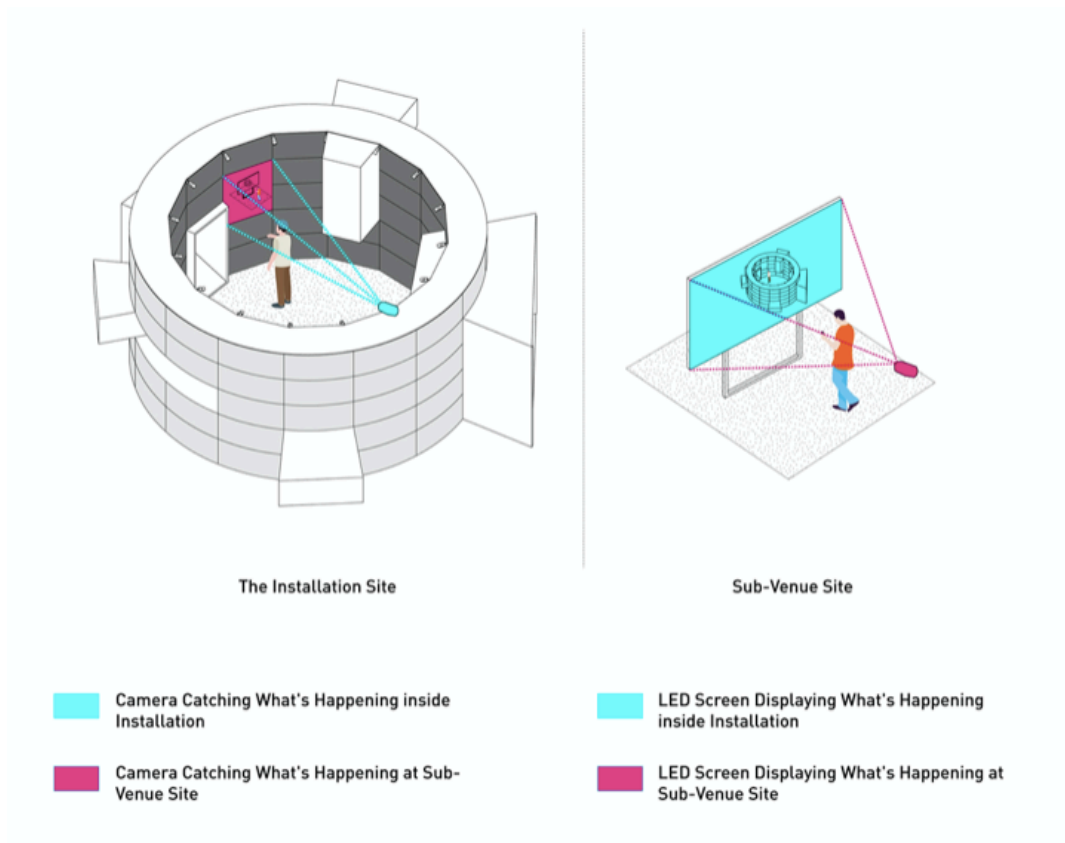 The Installation Site
Sub-Venue Site
Camera Catching What's Happening inside
Installation
Camera Catching What's Happening at Sub-
Venue Site
LED Screen Displaying What's Happening
inside Installation
LED Screen Displaying What's Happening at
Sub-Venue Site